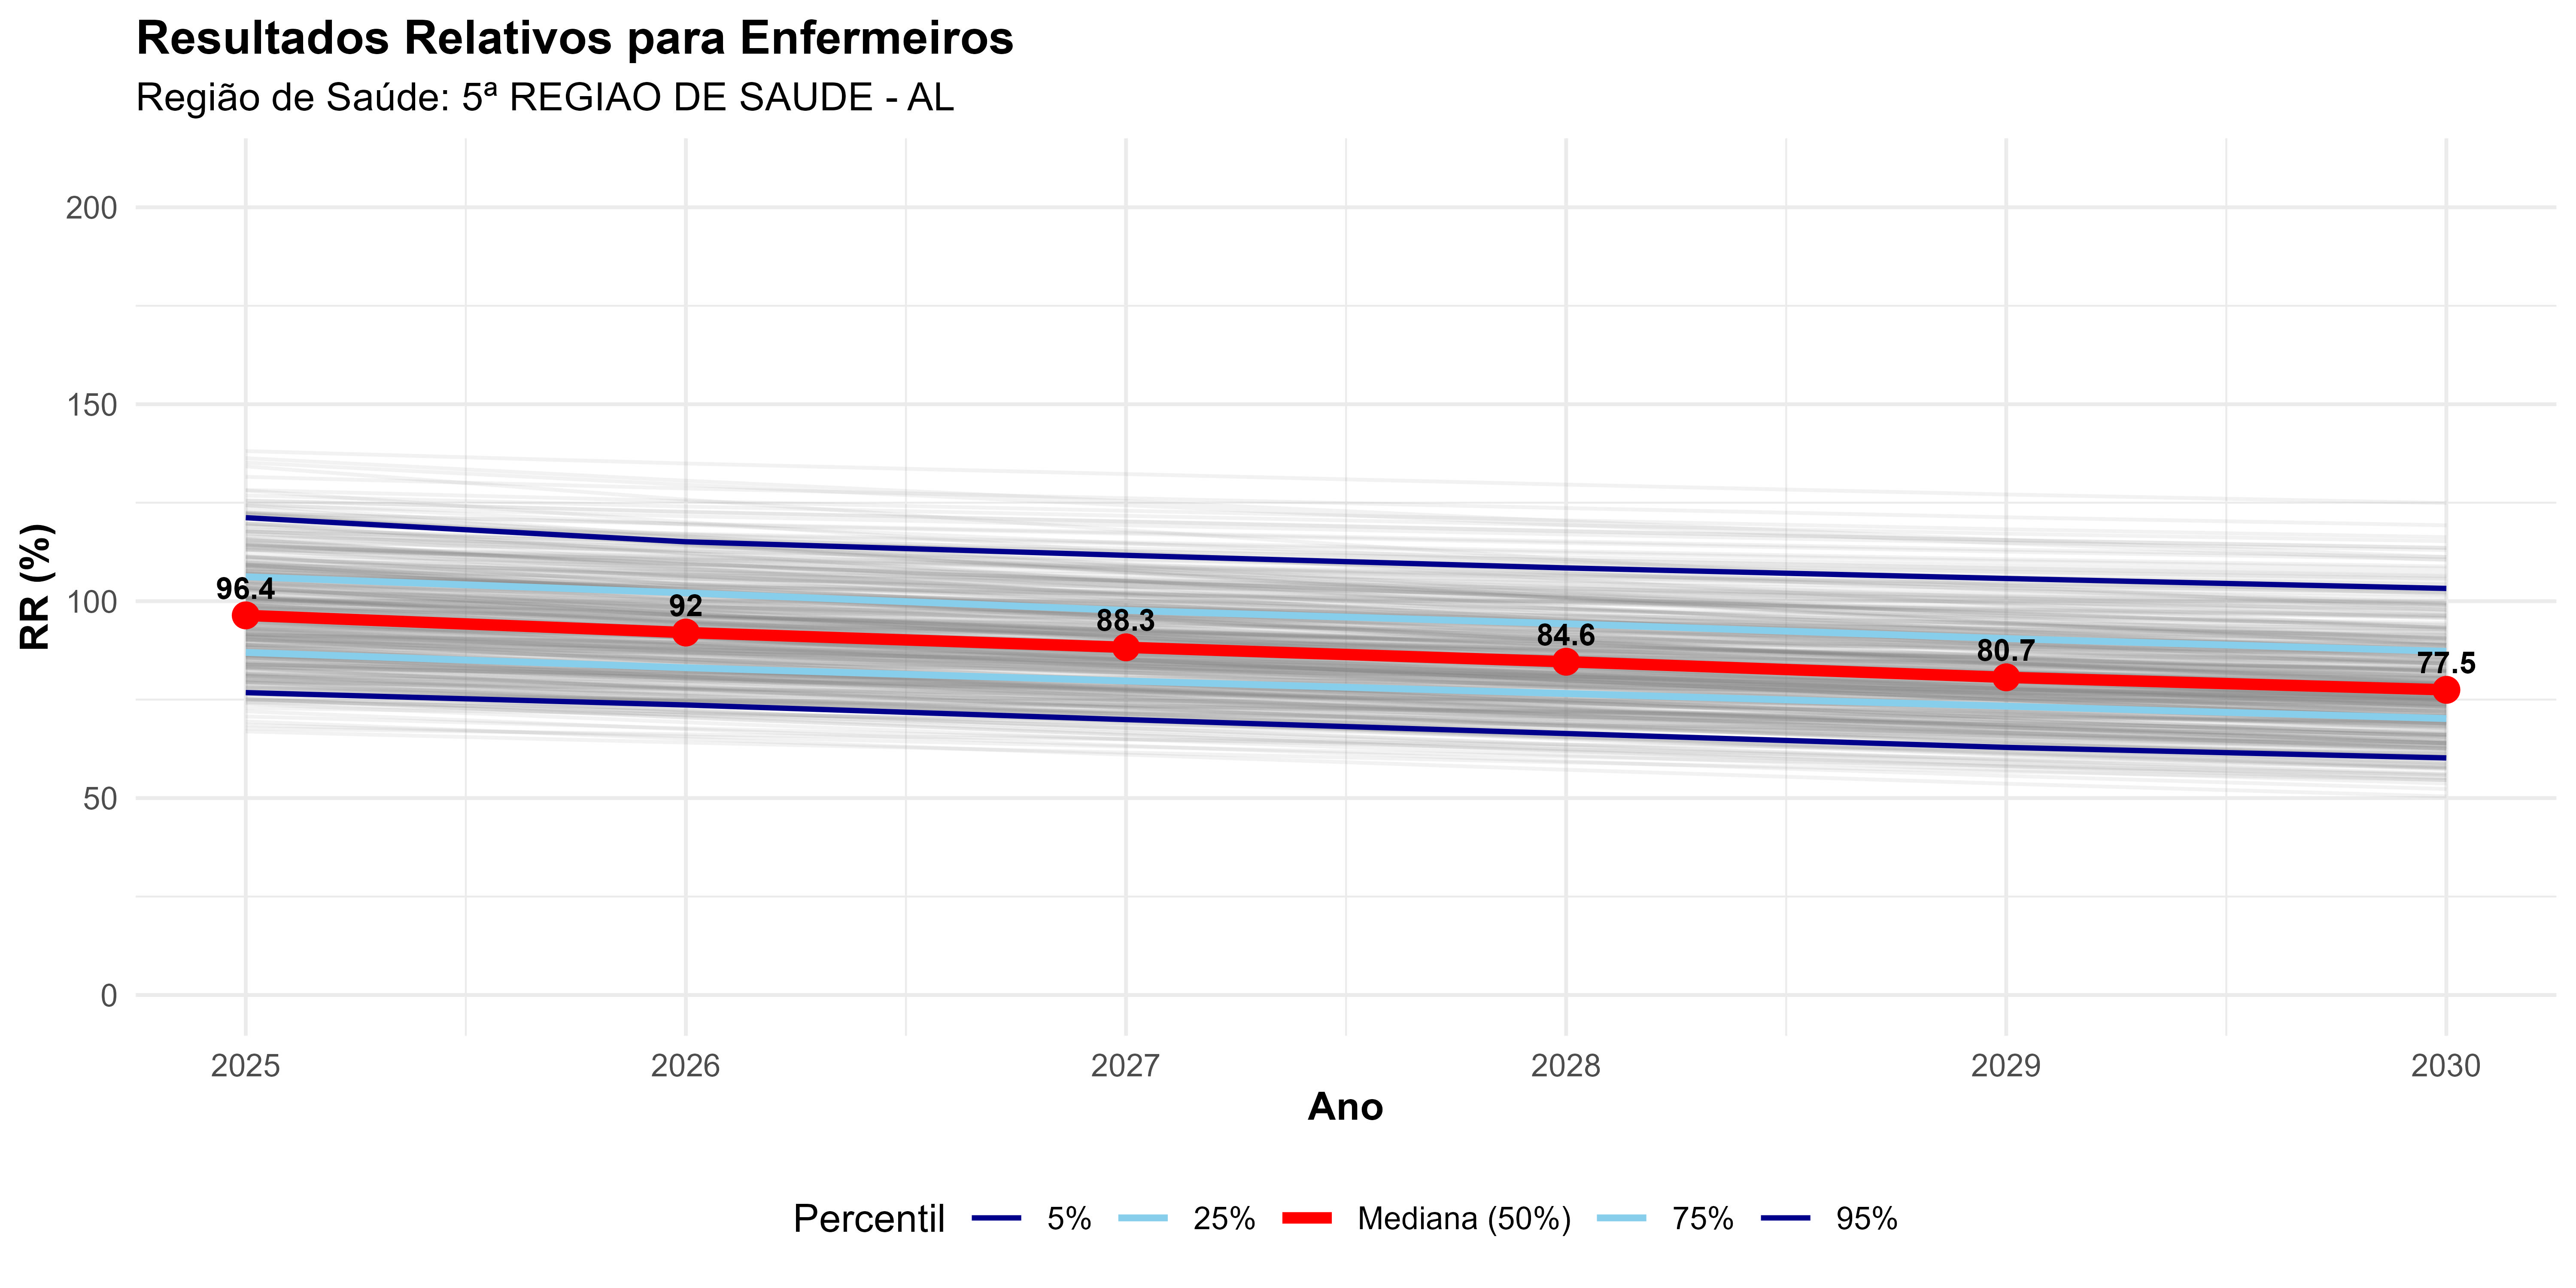 Resultados Relativos para Enfermeiros
Região de Saúde: 5ª REGIAO DE SAUDE - AL
RR (%)
200
150
100
50
0
96.4
92
88.3
84.6
80.7
77.5
2025 2026 2027 2028 2029 2030
Ano
Percentil 5% 25% Mediana (50%) 75% 95%